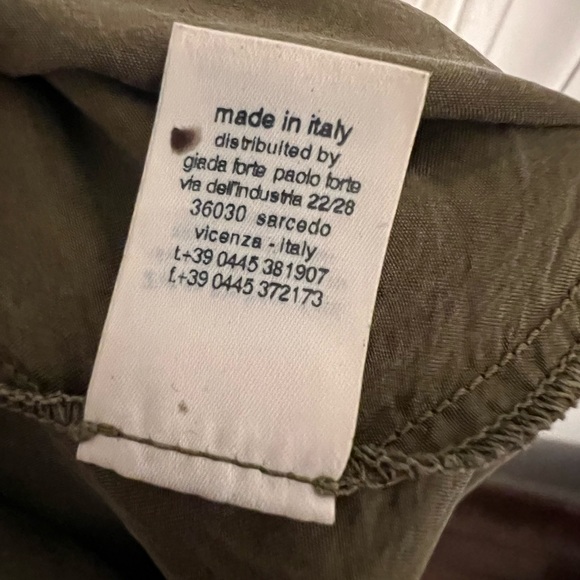 made in italy
distribuited by
giada forte paolo forte
via dell'industria 22/28
36030 sarcedo
vicenza - italy
t.+39 0445 381907
f.+39 0445 372173